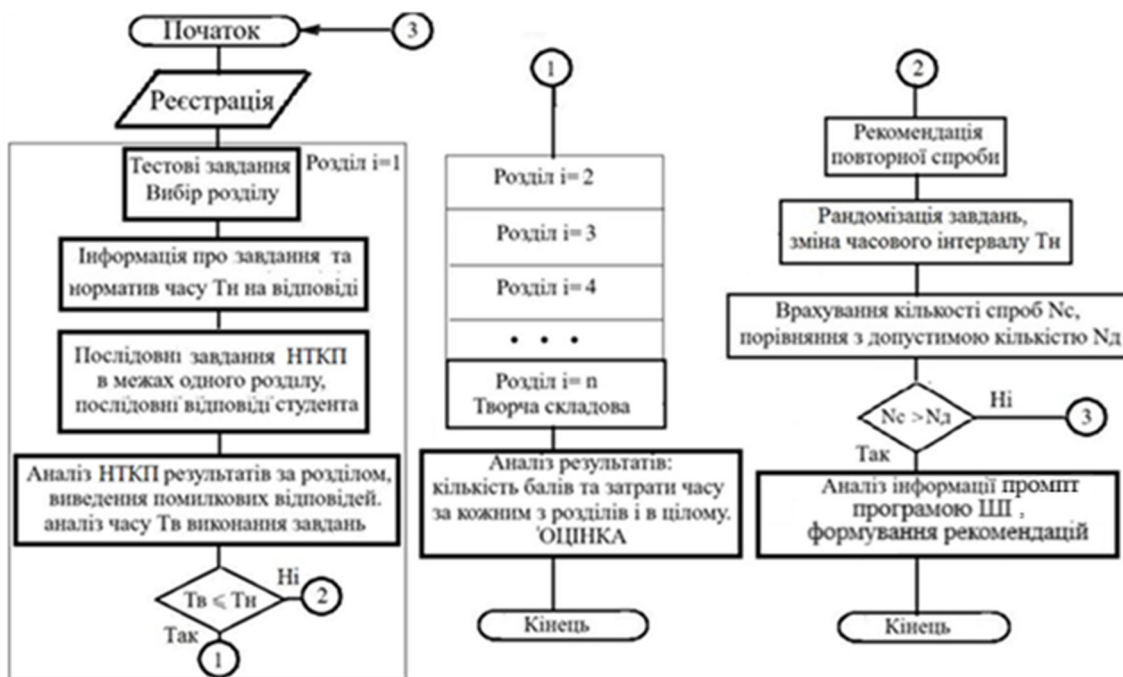 Початок
3
Реєстрація
Тестові завдання
Вибір розділу
Розділ i=1
Інформація про завдання та
норматив часу Тн на відповіді
Послідовні завдання НТКП
в межах одного розділу,
послідовні відповіді студента
Аналіз НТКП результатів за розділом,
виведення помилкових відповідей.
аналіз часу Тв виконання завдань
Тв ⩽ Тн
Ні
2
Так
1
1
Розділ i= 2
Розділ i= 3
Розділ i= 4
• • •
Розділ i= n
Творча складова
Аналіз результатів:
кількість балів та затрати часу
за кожним з розділів і в цілому.
ОЦІНКА
Кінець
2
Рекомендація
повторної спроби
Рандомізація завдань,
зміна часового інтервалу Тн
Врахування кількості спроб Nc,
порівняння з допустимою кількістю Nд
Nc > Nд
Ні
3
Так
Аналіз інформації промпт
програмою ШІ ,
формування рекомендацій
Кінець